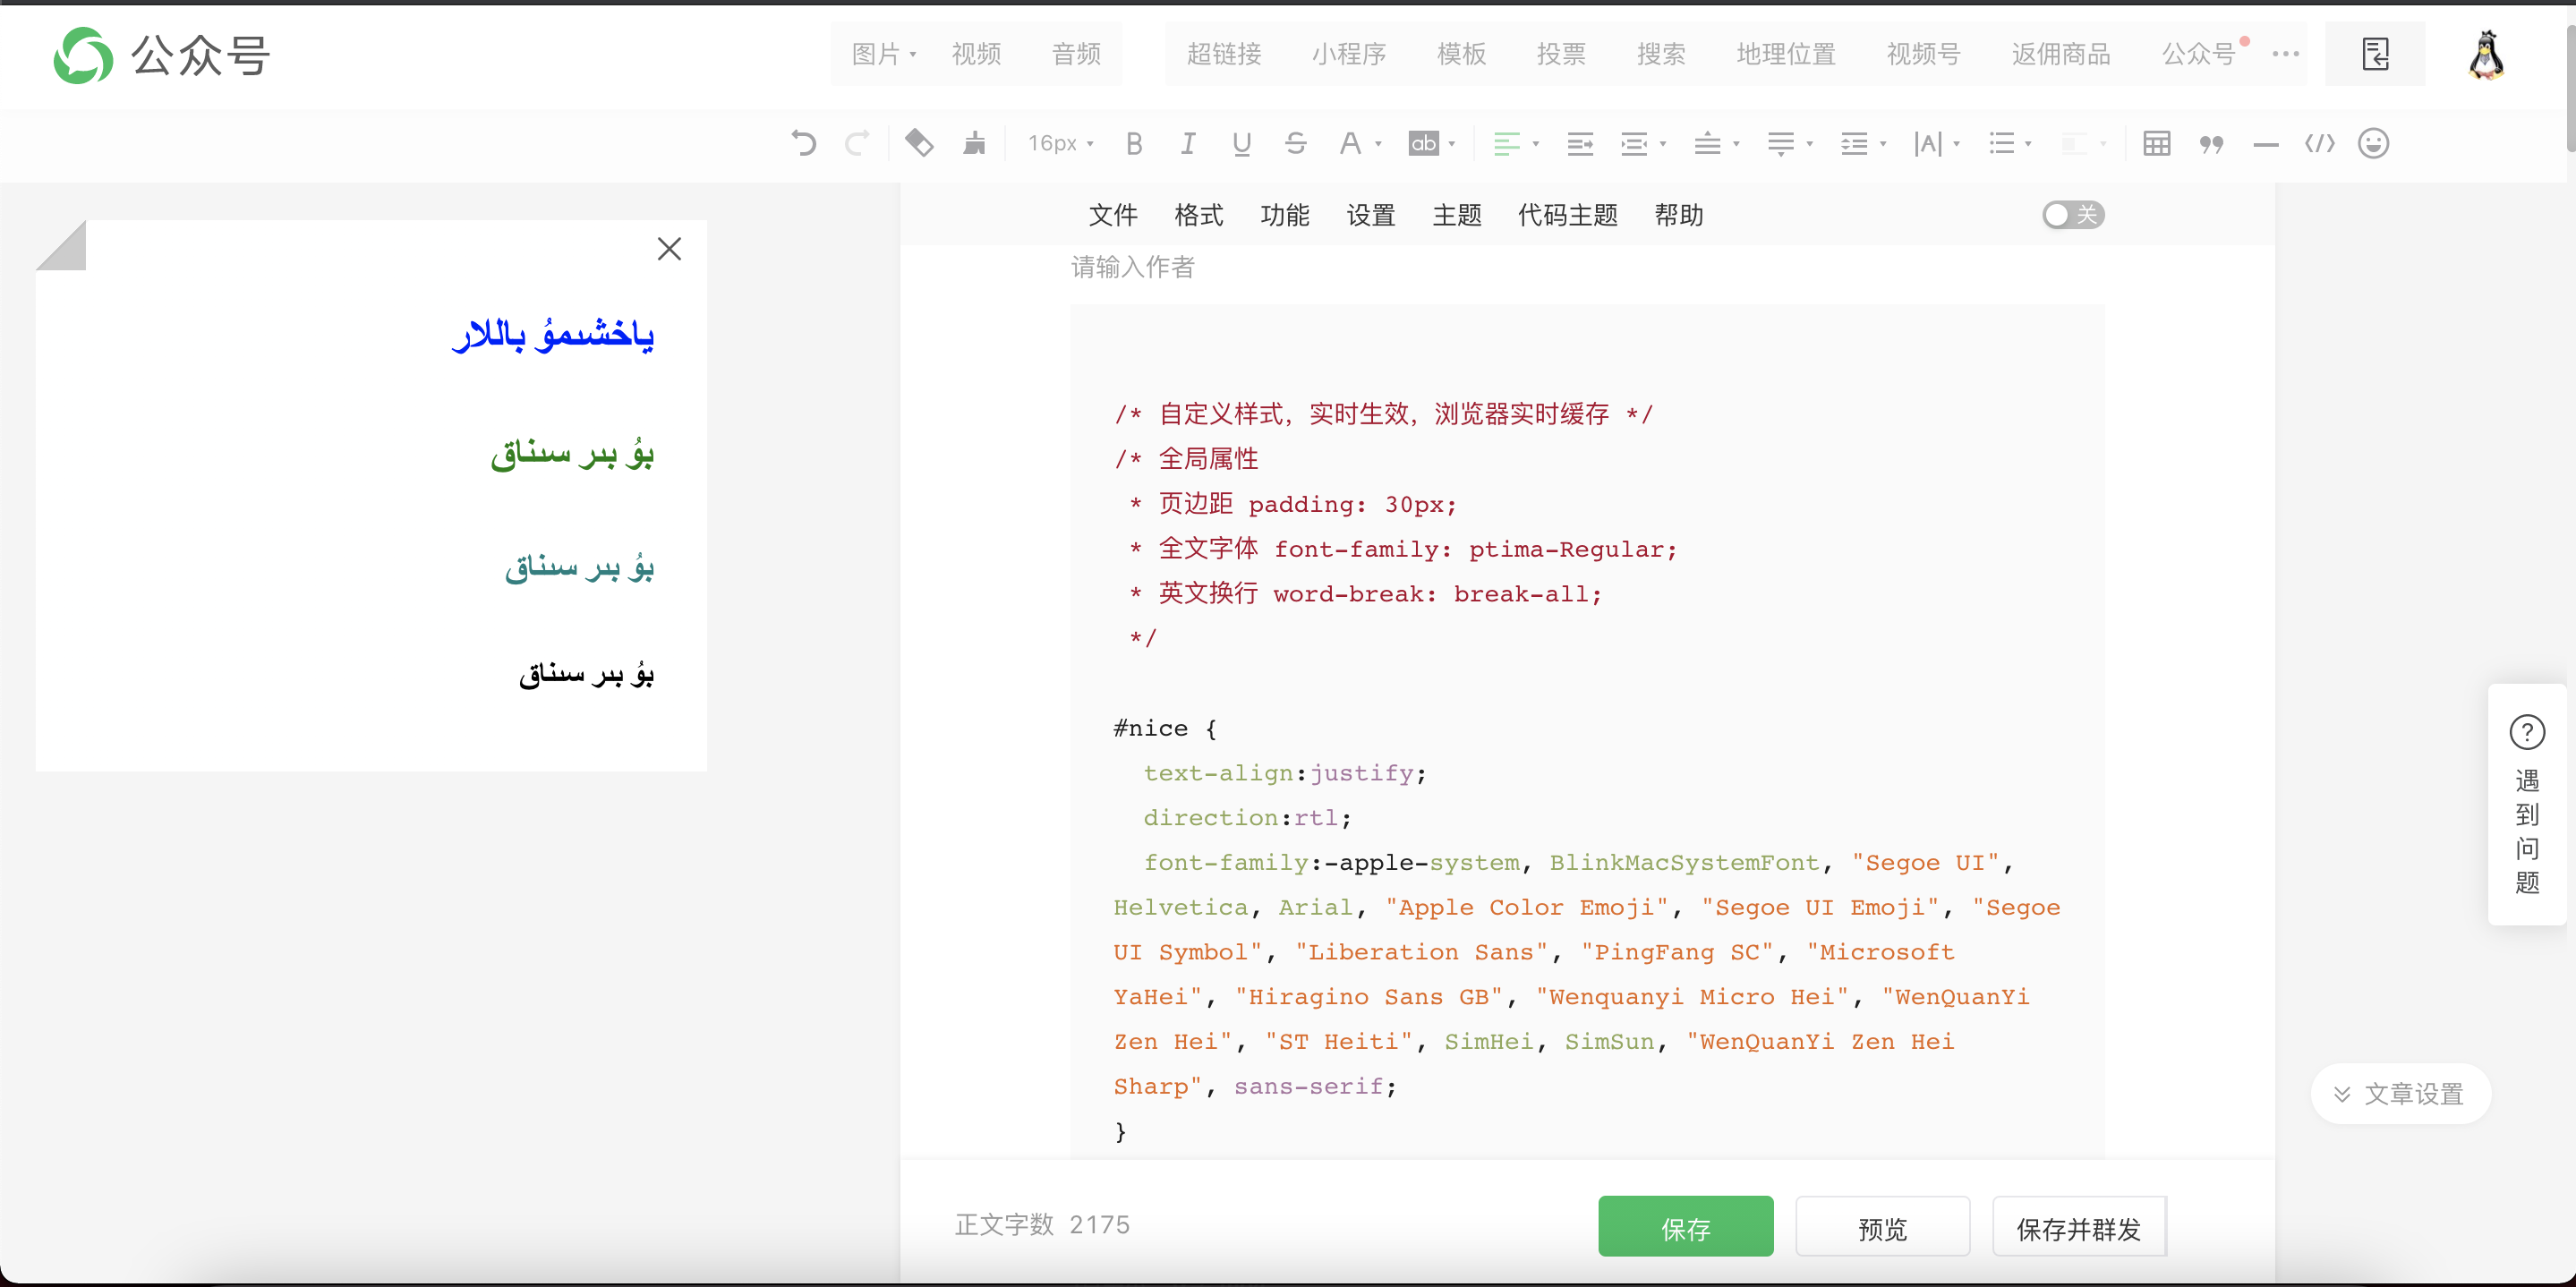 公众号
图片 视频 音频 超链接 小程序 模板 投票 搜索 地理位置 视频号 返佣商品 公众号
16px B I U S A ab A
文件 格式 功能 设置 主题 代码主题 帮助 关
请输入作者
ياخشىمۇ باللار
بۇ بىر سىناق
بۇ بىر سىناق
بۇ بىر سىناق
/* 自定义样式，实时生效，浏览器实时缓存 */
/* 全局属性
* 页边距 padding: 30px;
* 全文字体 font-family: ptima-Regular;
* 英文换行 word-break: break-all;
*/
#nice {
text-align:justify;
direction:rtl;
font-family:-apple-system, BlinkMacSystemFont, "Segoe UI",
Helvetica, Arial, "Apple Color Emoji", "Segoe UI Emoji", "Segoe
UI Symbol", "Liberation Sans", "PingFang SC", "Microsoft
YaHei", "Hiragino Sans GB", "Wenquanyi Micro Hei", "WenQuanYi
Zen Hei", "ST Heiti", SimHei, SimSun, "WenQuanYi Zen Hei
Sharp", sans-serif;
}
遇到问题
文章设置
正文字数 2175
保存 预览 保存并群发